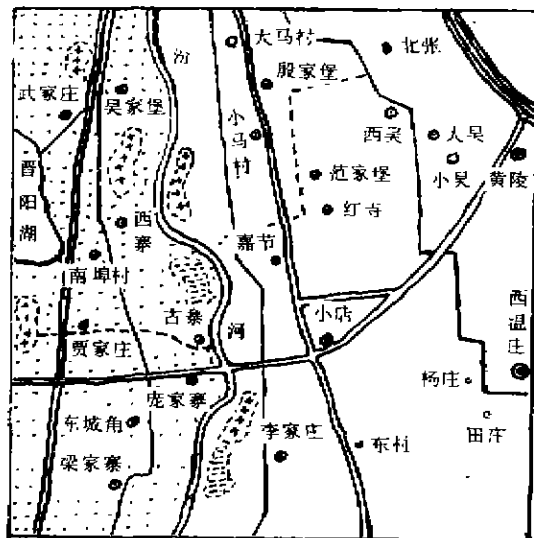 大马村
北张
汾
殷家堡
武家庄
吴家堡
小马村
西吴
大吴
晋阳湖
范家堡
小吴
黄陵
西寨
红寺
嘉节
南堰村
古寨
河
小店
西温庄
贾家庄
庞家寨
杨庄
东城角
李家庄
东村
田庄
梁家寨